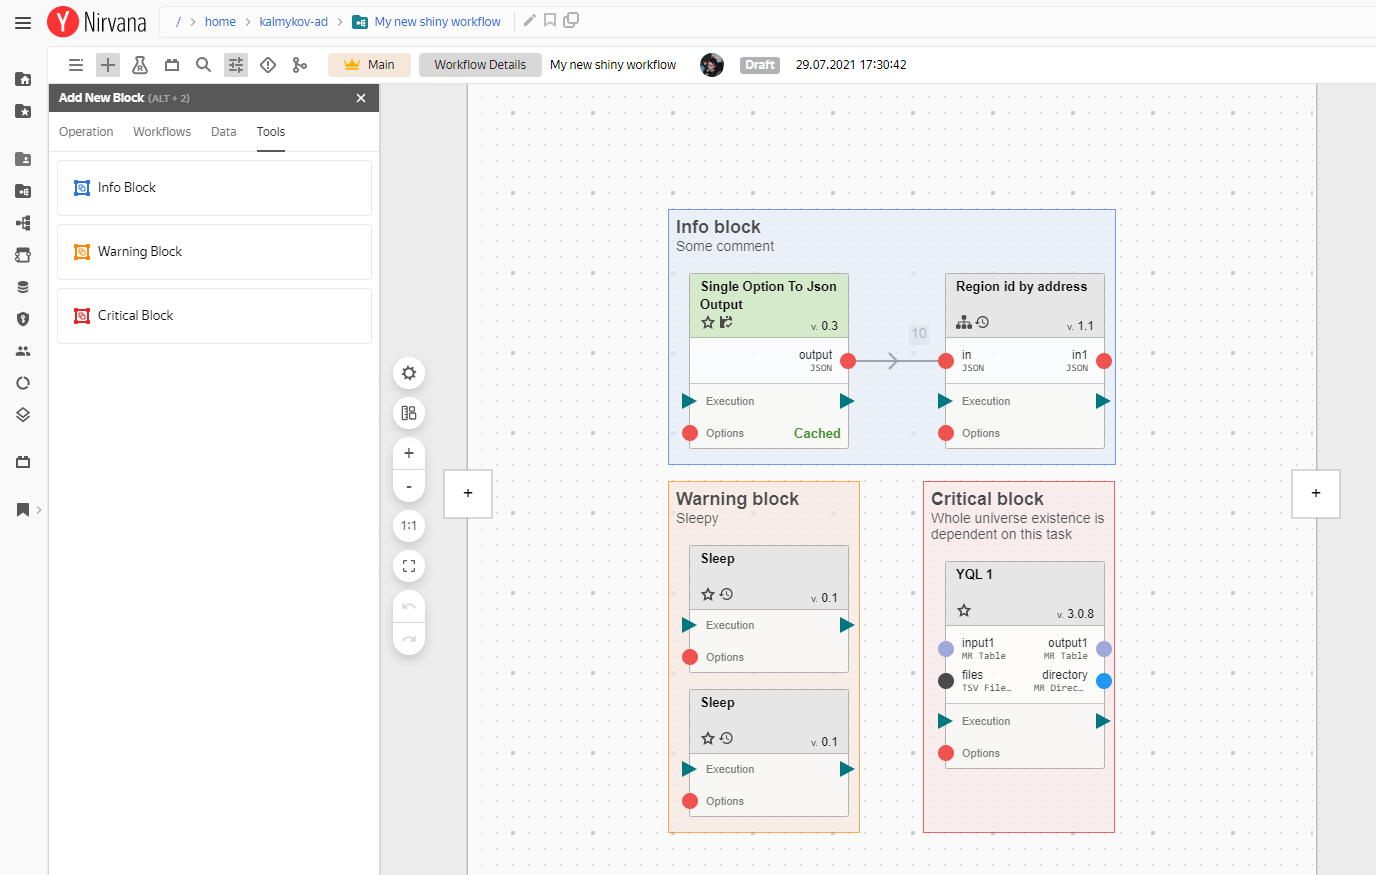 Y Nirvana
/ > home > kalmykov-ad > My new shiny workflow
Main
Workflow Details
My new shiny workflow
Draft
29.07.2021 17:30:42
Add New Block (ALT + 2)
Operation Workflows Data Tools
Info Block
Warning Block
Critical Block
+
-
1:1
+
+
Info block
Some comment
Single Option To Json
Output
v. 0.3
output
JSON
Execution
Options
Cached
10
Region id by address
v. 1.1
in
JSON
in1
JSON
Execution
Options
Warning block
Sleepy
Sleep
v. 0.1
Execution
Options
Sleep
v. 0.1
Execution
Options
Critical block
Whole universe existence is
dependent on this task
YQL 1
v. 3.0.8
input1
MR Table
output1
MR Table
files
TSV File…
directory
MR Direc…
Execution
Options